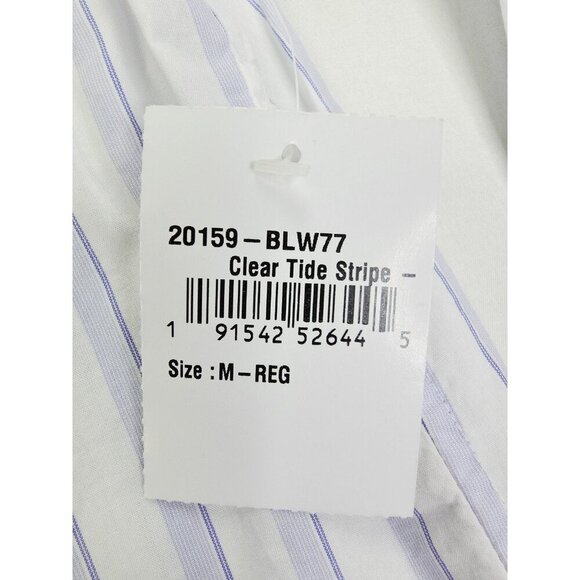 20159-BLW77
Clear Tide Stripe -
1 91542 52644 5
Size : M-REG